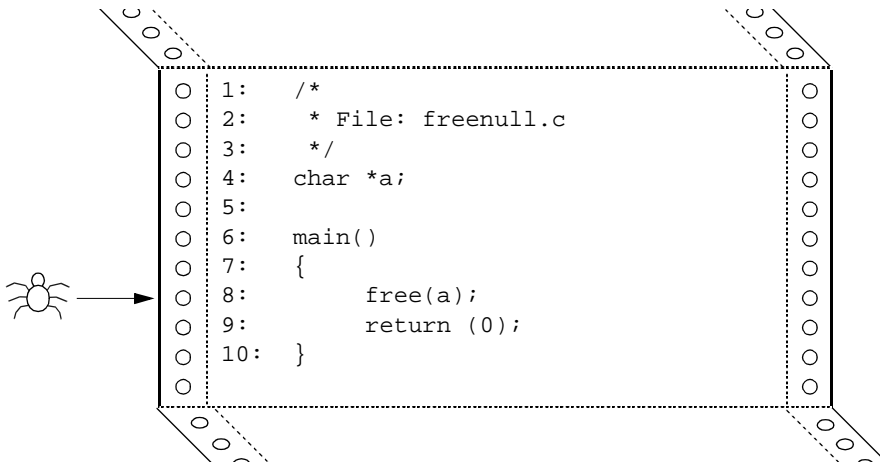 1: /*
2: * File: freenull.c
3: */
4: char *a;
5:
6: main()
7: {
8: free(a);
9: return (0);
10: }